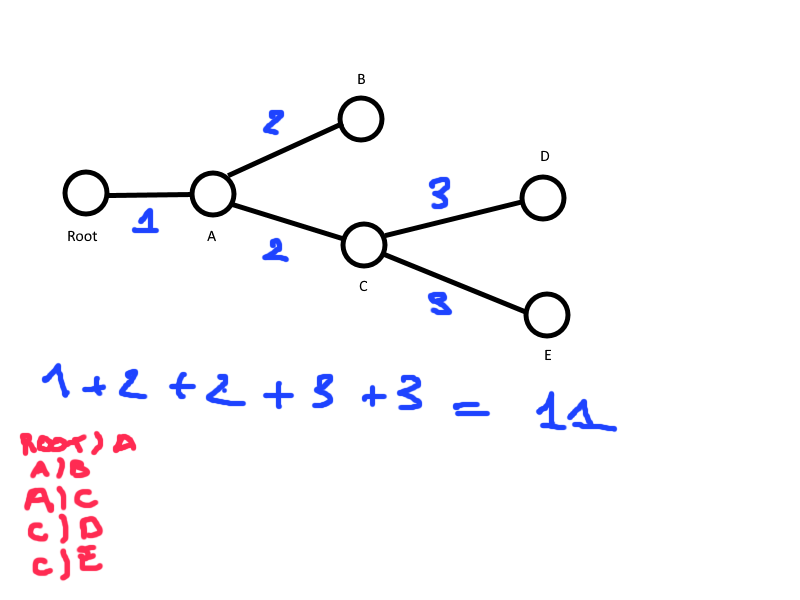 B
2
D
3
Root
1
A
2
C
3
E
1 + 2 + 2 + 3 + 3 = 11
ROOT ) A
A ) B
A ) C
C ) D
C ) E